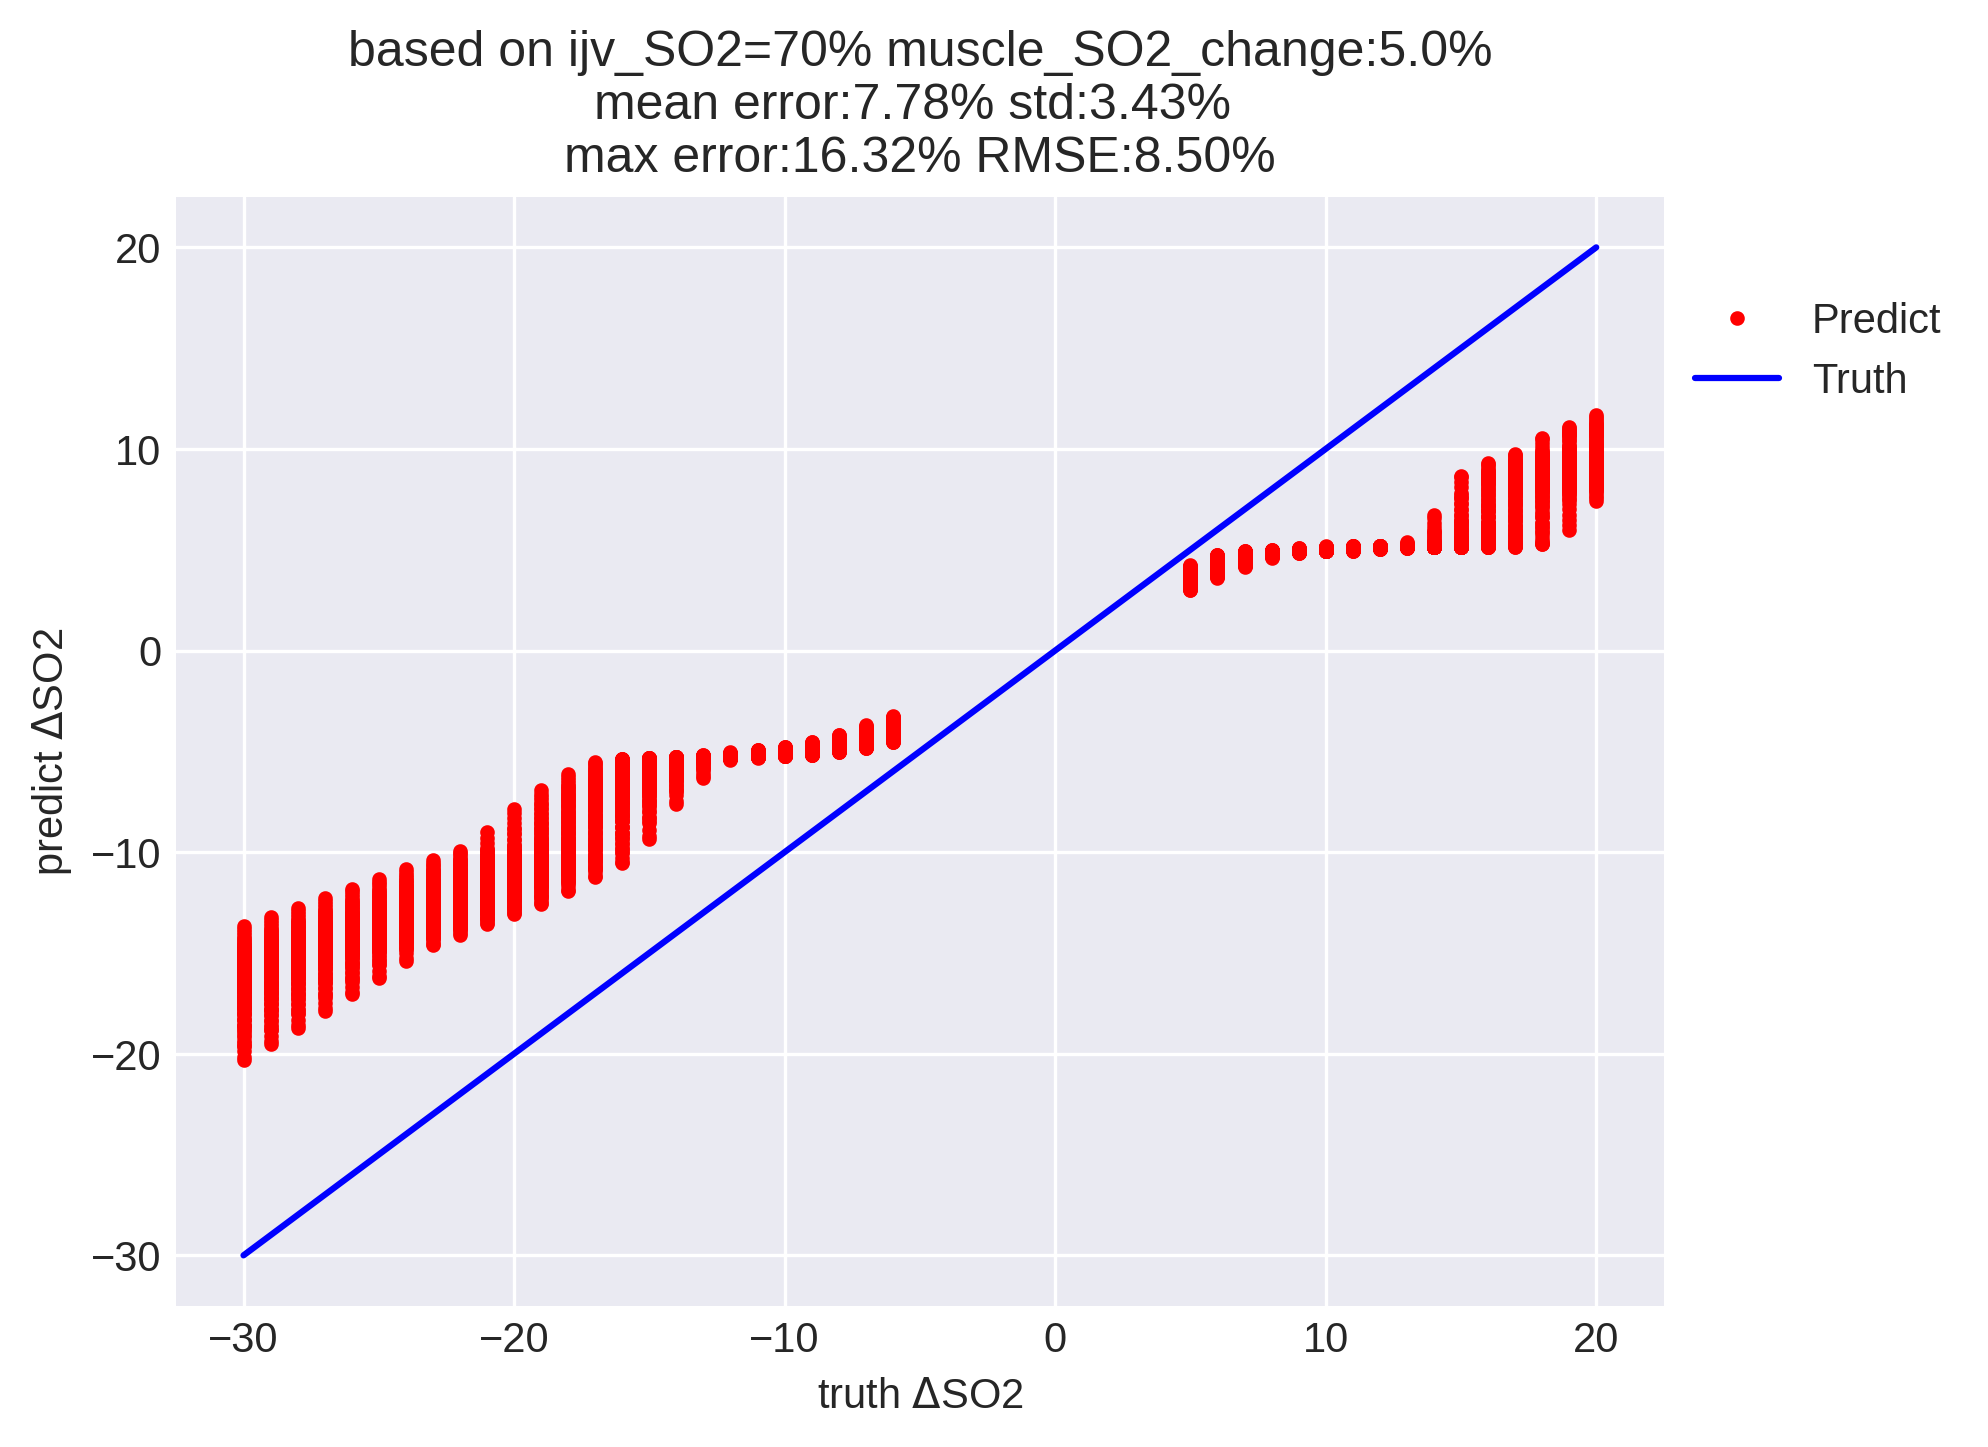 based on ijv_SO2=70% muscle_SO2_change:5.0%
mean error:7.78% std:3.43%
max error:16.32% RMSE:8.50%
20
10
0
−10
−20
−30
predict ΔSO2
−30
−20
−10
0
10
20
truth ΔSO2
Predict
Truth